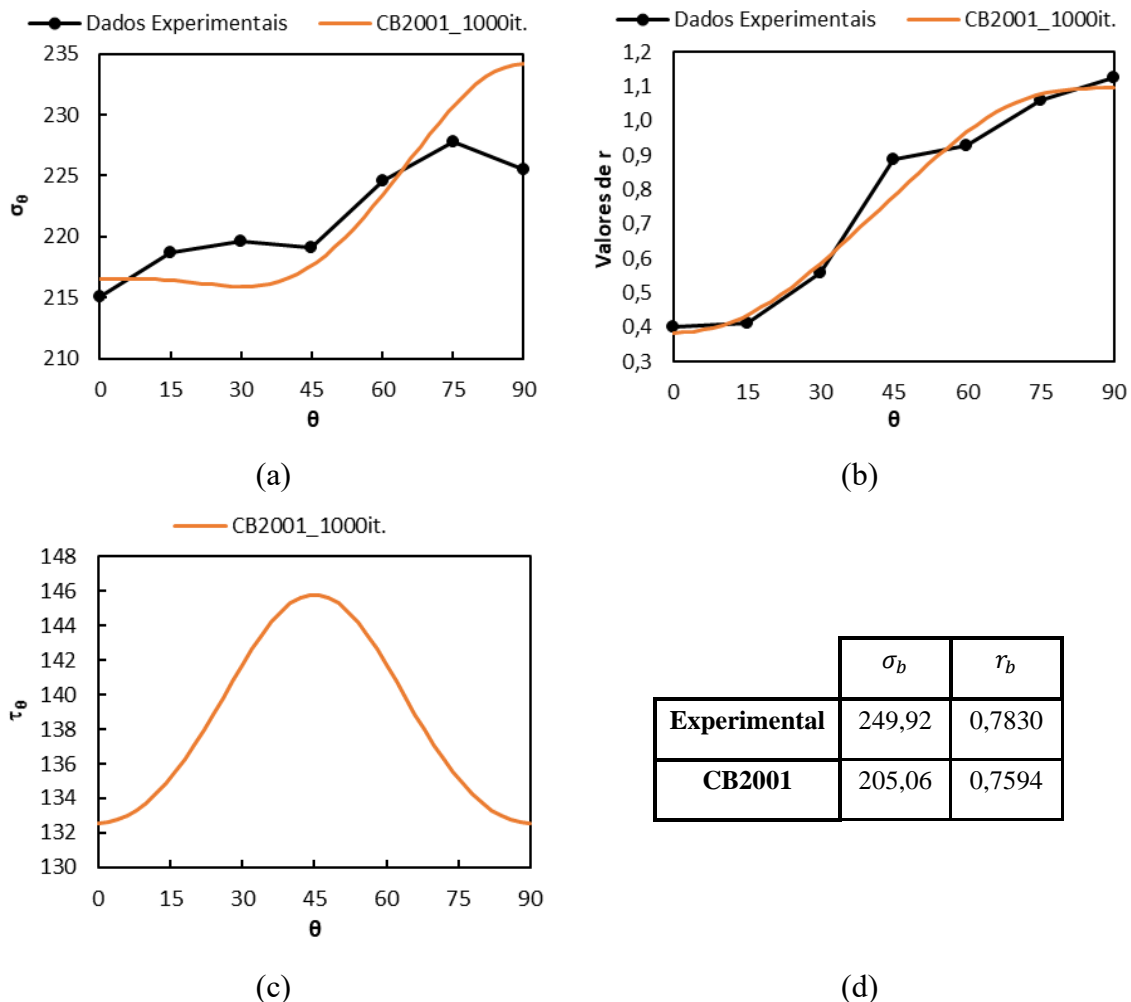 Dados Experimentais CB2001_1000it.
235
230
225
220
215
210
σθ
0 15 30 45 60 75 90
θ
(a)
Dados Experimentais CB2001_1000it.
1,2
1,1
1,0
0,9
0,8
0,7
0,6
0,5
0,4
0,3
Valores de r
0 15 30 45 60 75 90
θ
(b)
CB2001_1000it.
148
146
144
142
140
138
136
134
132
130
τθ
0 15 30 45 60 75 90
θ
(c)
σb rb
Experimental 249,92 0,7830
CB2001 205,06 0,7594
(d)